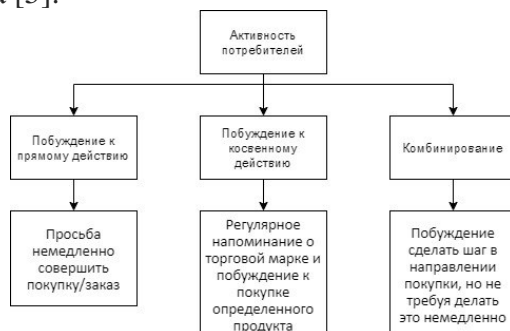 [3].
Активность
потребителей
Побуждение к
прямому действию
Побуждение к
косвенному
действию
Комбинирование
Просьба
немедленно
совершить
покупку/заказ
Регулярное
напоминание о
торговой марке и
побуждение к
покупке
определенного
продукта
Побуждение
сделать шаг в
направлении
покупки, но не
требуя делать
это немедленно